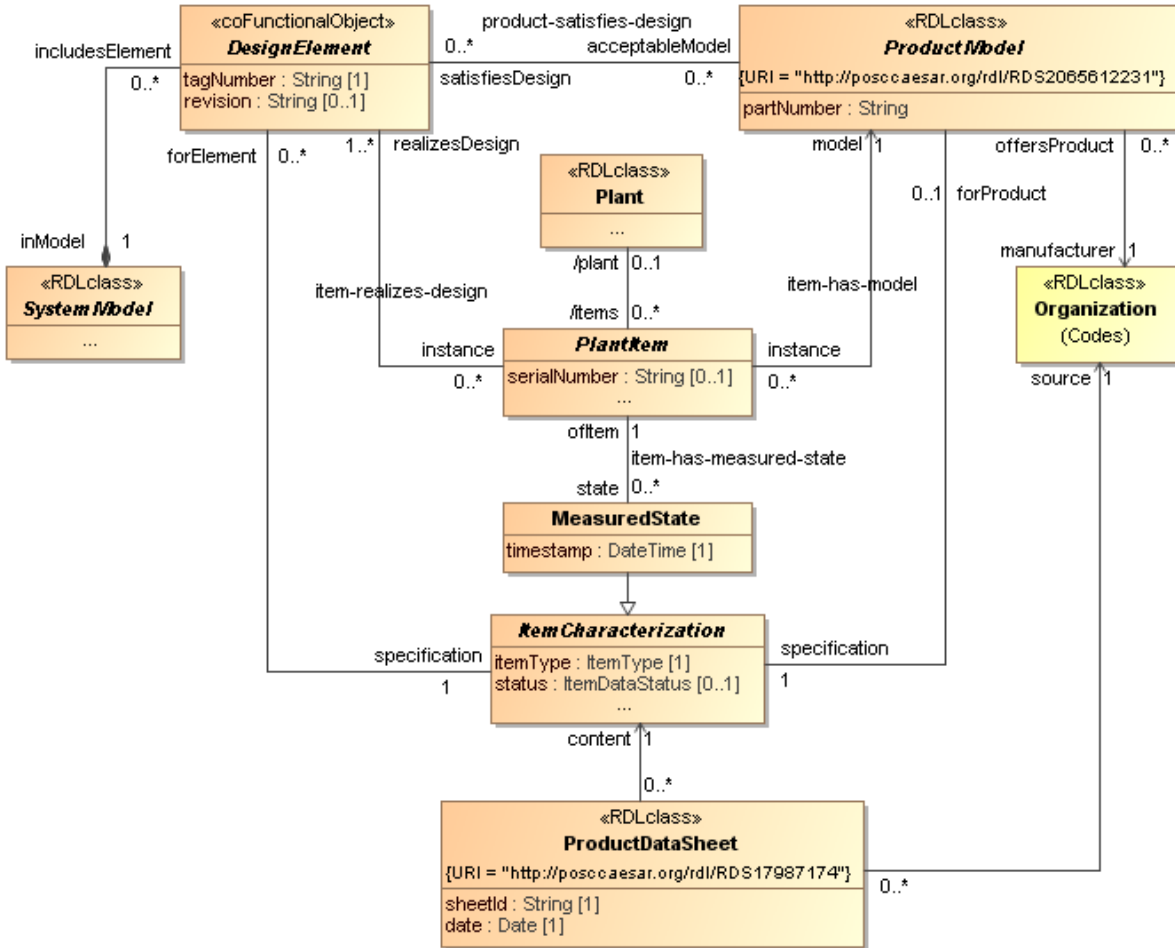 «coFunctionalObject»
DesignElement
tagNumber : String [1]
revision : String [0..1]
includesElement
0..*
product-satisfies-design
0..*
acceptableModel
satisfiesDesign
0..*
«RDLclass»
ProductModel
{URI = "http://posccaesar.org/rdl/RDS2065612231"}
partNumber : String
forElement
0..*
1..*
realizesDesign
model
1
offersProduct
0..*
0..1
forProduct
«RDLclass»
Plant
...
/plant
0..1
inModel
1
manufacturer
1
«RDLclass»
SystemModel
...
item-realizes-design
item-has-model
«RDLclass»
Organization
(Codes)
/items
0..*
instance
0..*
PlantItem
serialNumber : String [0..1]
...
instance
0..*
source
1
ofItem
1
item-has-measured-state
state
0..*
MeasuredState
timestamp : DateTime [1]
specification
1
ItemCharacterization
itemType : ItemType [1]
status : ItemDataStatus [0..1]
...
specification
1
content
1
0..*
«RDLclass»
ProductDataSheet
{URI = "http://posccaesar.org/rdl/RDS17987174"}
sheetId : String [1]
date : Date [1]
0..*